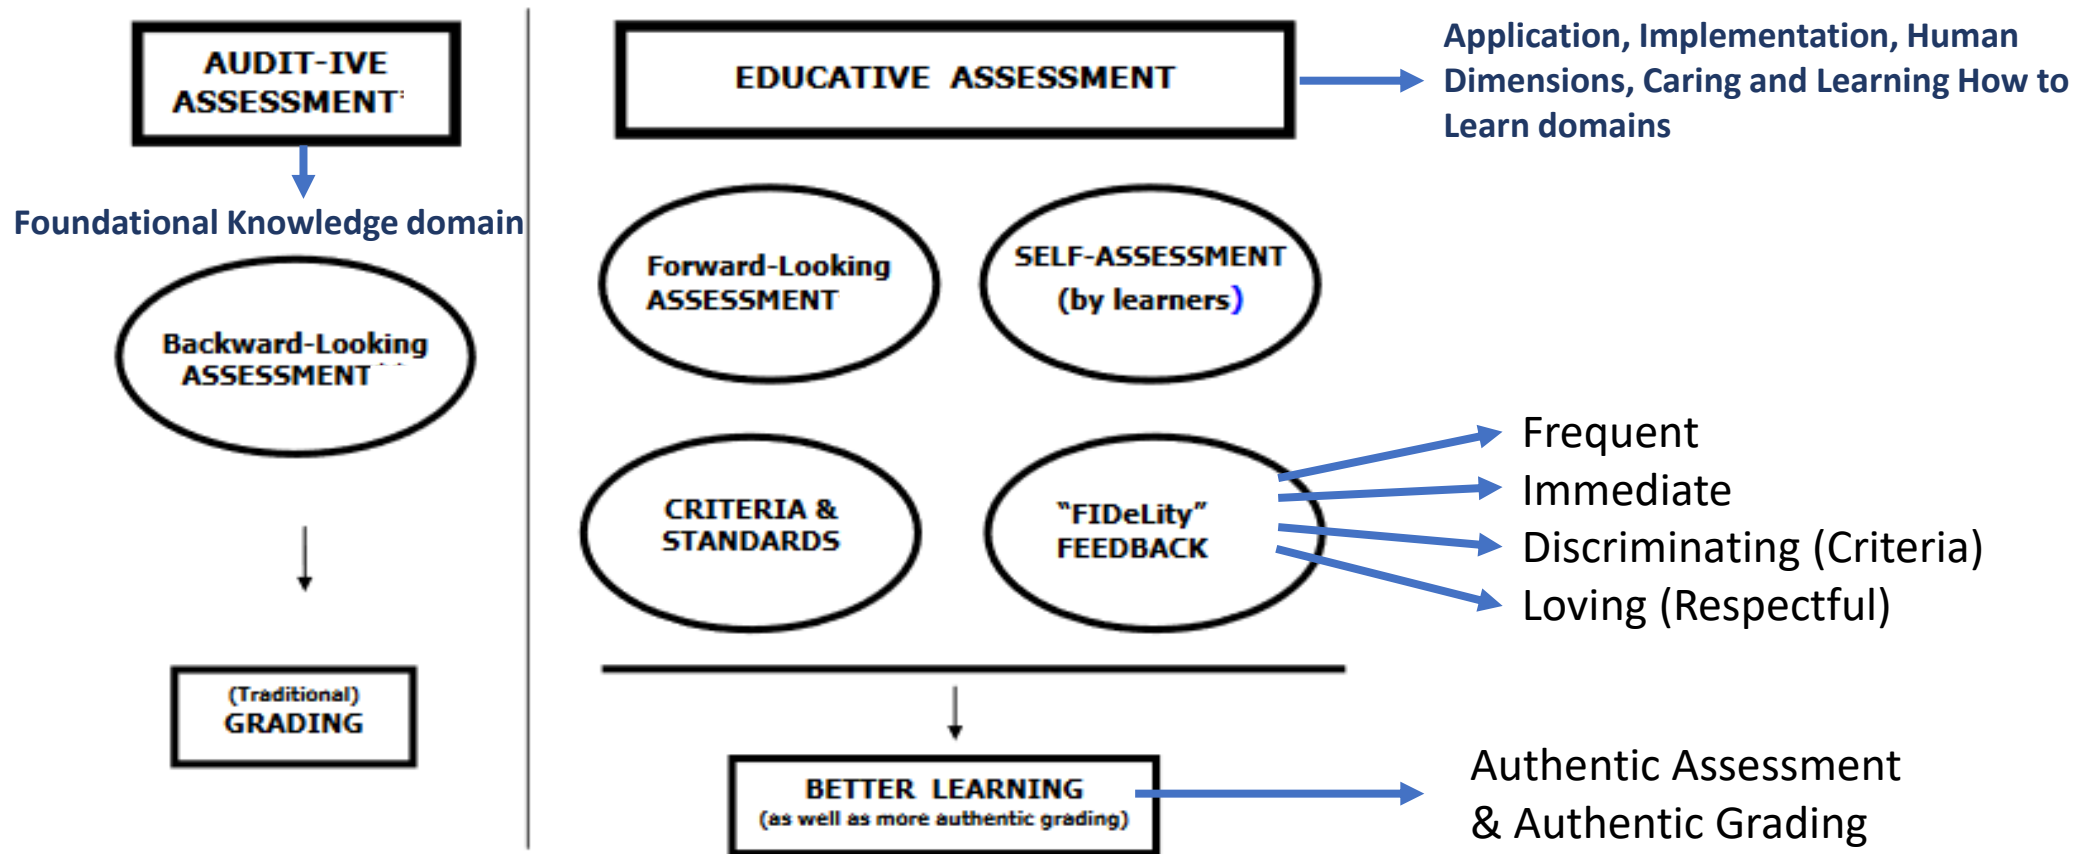 AUDIT-IVE
ASSESSMENT
Foundational Knowledge domain
Backward-Looking
ASSESSMENT
(Traditional)
GRADING
EDUCATIVE ASSESSMENT
Application, Implementation, Human
Dimensions, Caring and Learning How to
Learn domains
Forward-Looking
ASSESSMENT
SELF-ASSESSMENT
(by learners)
CRITERIA &
STANDARDS
“FIDeLity”
FEEDBACK
Frequent
Immediate
Discriminating (Criteria)
Loving (Respectful)
BETTER LEARNING
(as well as more authentic grading)
Authentic Assessment
& Authentic Grading